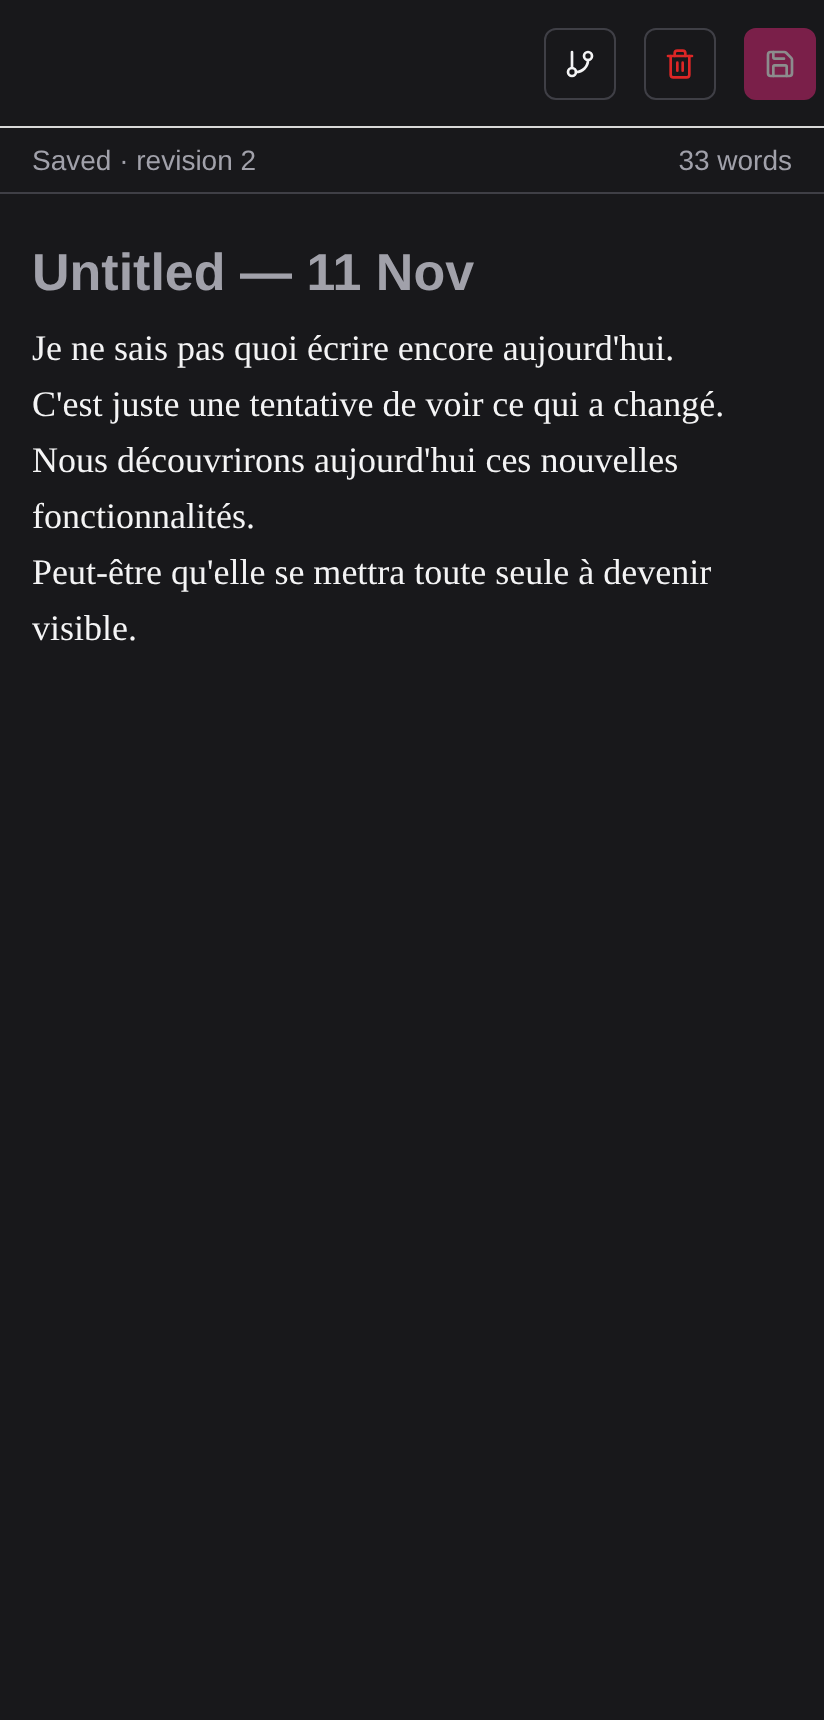 Saved · revision 2
33 words
Untitled — 11 Nov
Je ne sais pas quoi écrire encore aujourd'hui.
C'est juste une tentative de voir ce qui a changé.
Nous découvrirons aujourd'hui ces nouvelles
fonctionnalités.
Peut-être qu'elle se mettra toute seule à devenir
visible.